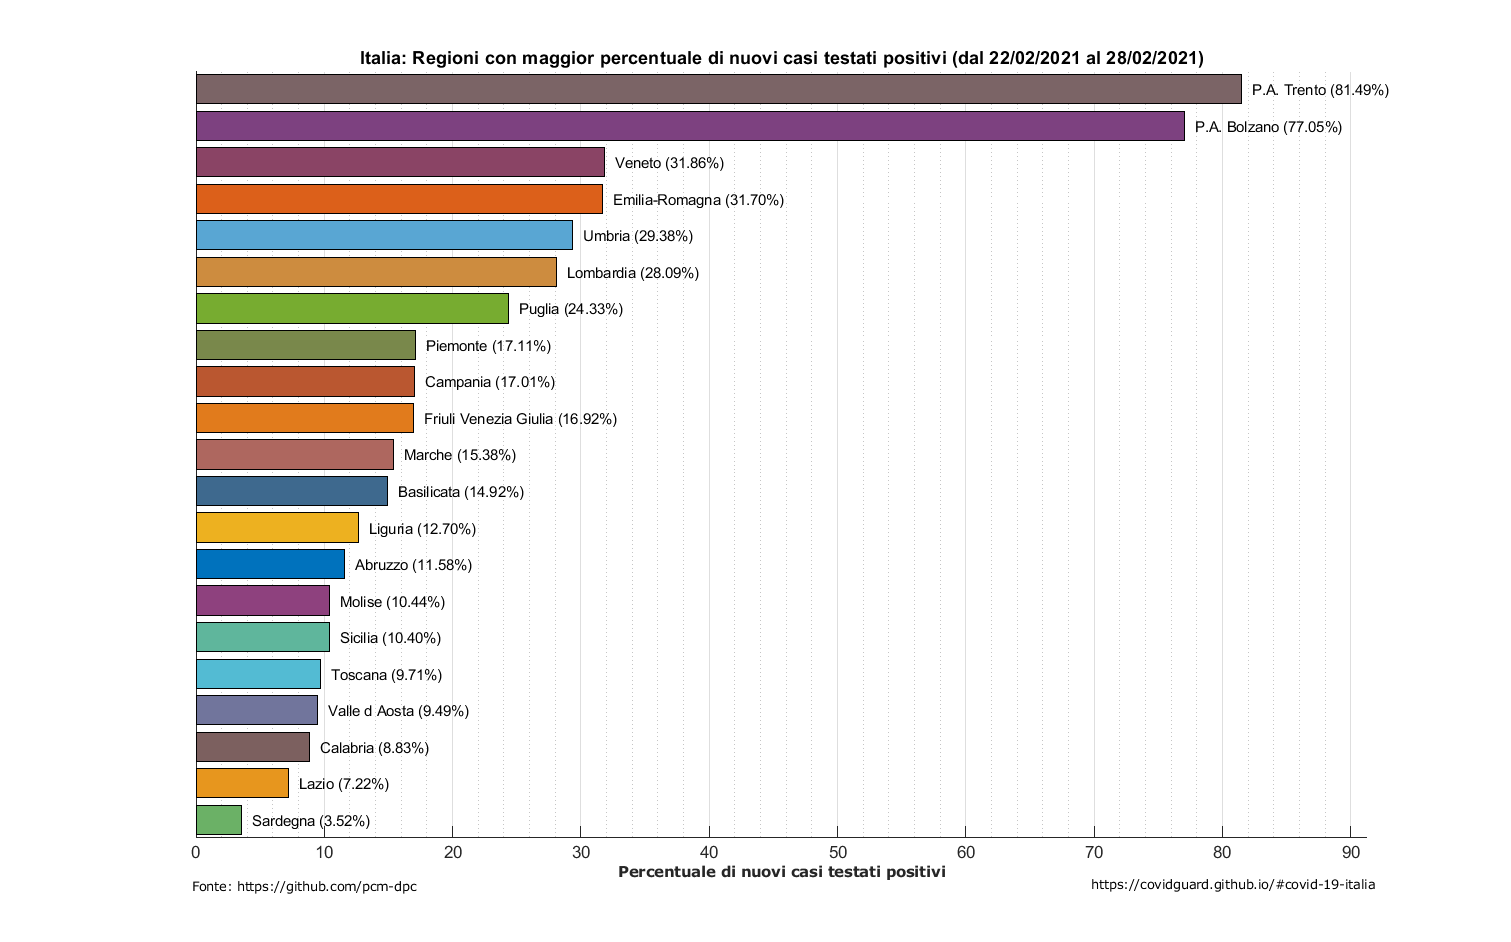 Italia: Regioni con maggior percentuale di nuovi casi testati positivi (dal 22/02/2021 al 28/02/2021)
P.A. Trento (81.49%)
P.A. Bolzano (77.05%)
Veneto (31.86%)
Emilia-Romagna (31.70%)
Umbria (29.38%)
Lombardia (28.09%)
Puglia (24.33%)
Piemonte (17.11%)
Campania (17.01%)
Friuli Venezia Giulia (16.92%)
Marche (15.38%)
Basilicata (14.92%)
Liguria (12.70%)
Abruzzo (11.58%)
Molise (10.44%)
Sicilia (10.40%)
Toscana (9.71%)
Valle d Aosta (9.49%)
Calabria (8.83%)
Lazio (7.22%)
Sardegna (3.52%)
0 10 20 30 40 50 60 70 80 90
Percentuale di nuovi casi testati positivi
Fonte: https://github.com/pcm-dpc
https://covidguard.github.io/#covid-19-italia